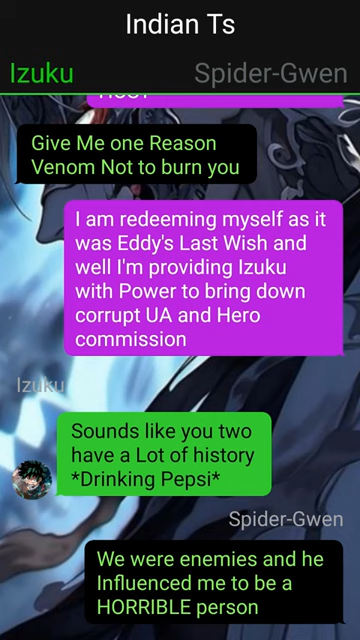 Indian Ts
Izuku
Spider-Gwen
Give Me one Reason
Venom Not to burn you
I am redeeming myself as it
was Eddy's Last Wish and
well I'm providing Izuku
with Power to bring down
corrupt UA and Hero
commission
Izuku
Sounds like you two
have a Lot of history
*Drinking Pepsi*
Spider-Gwen
We were enemies and he
Influenced me to be a
HORRIBLE person